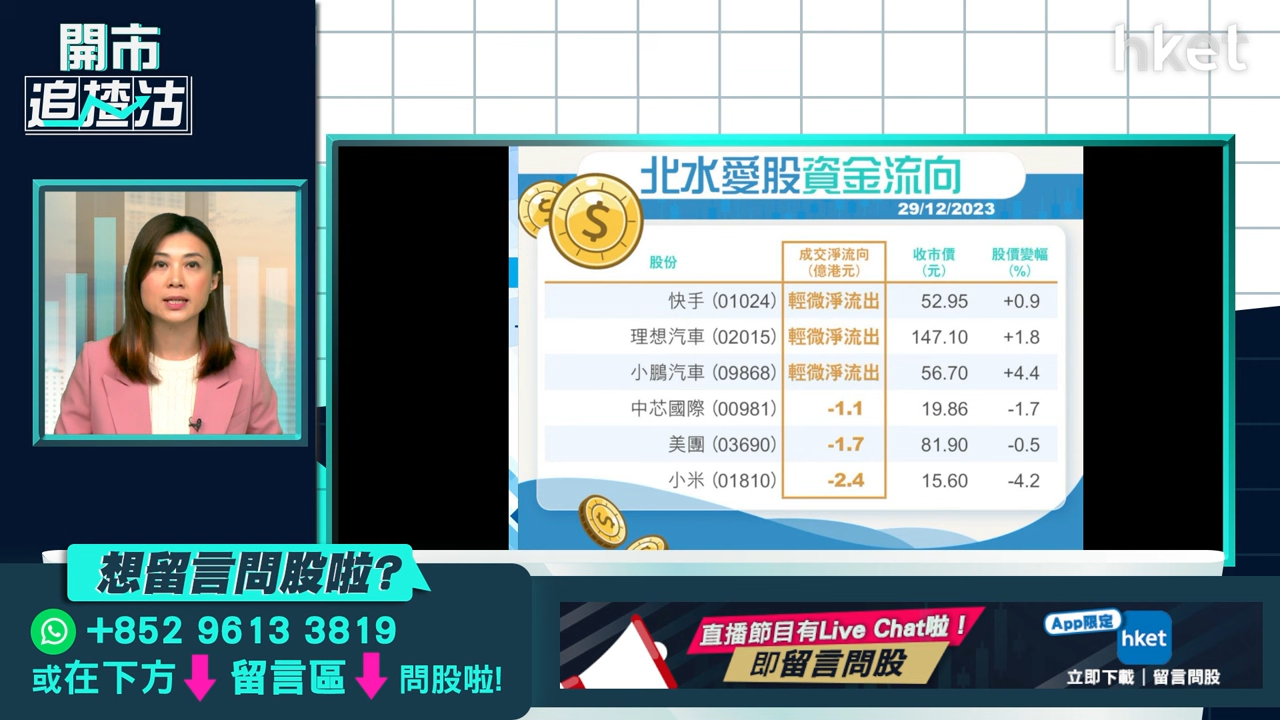 開市
追揸沽
hket
北水愛股資金流向
29/12/2023
股份 成交淨流向 (億港元) 收市價 (元) 股價變幅 (%)
快手 (01024) 輕微淨流出 52.95 +0.9
理想汽車 (02015) 輕微淨流出 147.10 +1.8
小鵬汽車 (09868) 輕微淨流出 56.70 +4.4
中芯國際 (00981) -1.1 19.86 -1.7
美團 (03690) -1.7 81.90 -0.5
小米 (01810) -2.4 15.60 -4.2
想留言問股啦?
+852 9613 3819
或在下方 留言區 問股啦!
直播節目有Live Chat啦!
即留言問股
App限定
hket
立即下載|留言問股